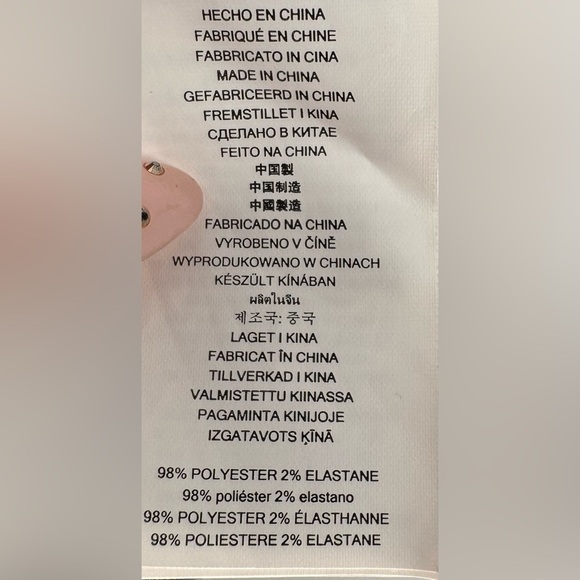 HECHO EN CHINA
FABRIQUÉ EN CHINE
FABBRICATO IN CINA
MADE IN CHINA
GEFABRICEERD IN CHINA
FREMSTILLET I KINA
СДЕЛАНО В КИТАЕ
FEITO NA CHINA
中国製
中国制造
中國製造
FABRICADO NA CHINA
VYROBENO V ČÍNĚ
WYPRODUKOWANO W CHINACH
KÉSZÜLT KÍNÁBAN
ผลิตในจีน
제조국: 중국
LAGET I KINA
FABRICAT ÎN CHINA
TILLVERKAD I KINA
VALMISTETTU KIINASSA
PAGAMINTA KINIJOJE
IZGATAVOTS ĶĪNĀ
98% POLYESTER 2% ELASTANE
98% poliéster 2% elastano
98% POLYESTER 2% ÉLASTHANNE
98% POLIESTERE 2% ELASTANE